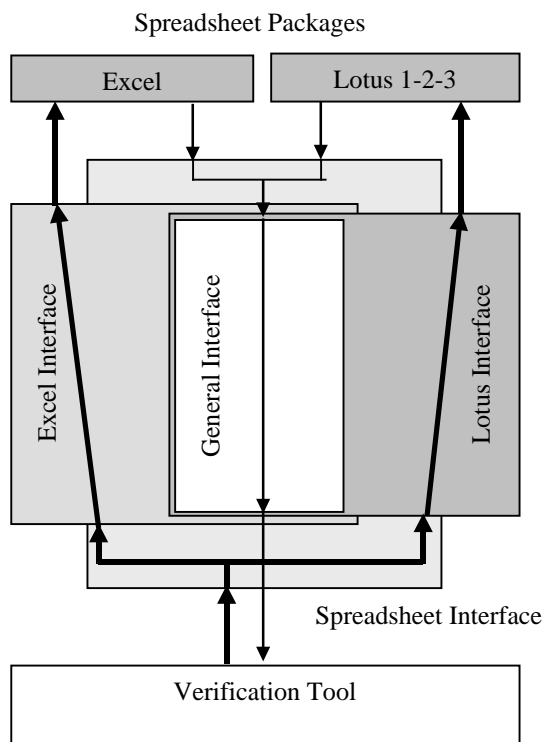 Spreadsheet Packages
Excel
Lotus 1-2-3
Excel Interface
General Interface
Lotus Interface
Spreadsheet Interface
Verification Tool